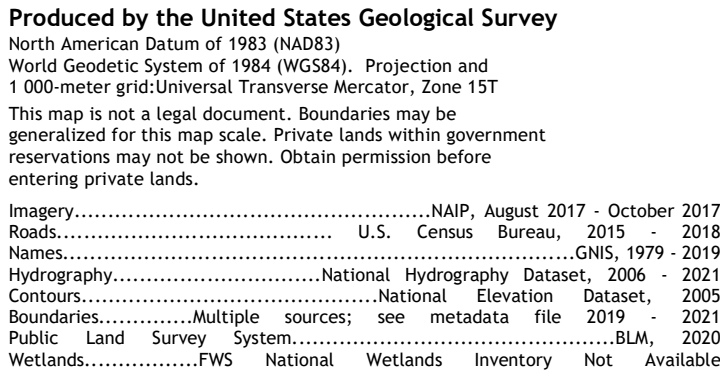 Produced by the United States Geological Survey
North American Datum of 1983 (NAD83)
World Geodetic System of 1984 (WGS84). Projection and
1 000-meter grid:Universal Transverse Mercator, Zone 15T
This map is not a legal document. Boundaries may be
generalized for this map scale. Private lands within government
reservations may not be shown. Obtain permission before
entering private lands.
Imagery.....................................................NAIP, August 2017 - October 2017
Roads......................................... U.S. Census Bureau, 2015 - 2018
Names............................................................................GNIS, 1979 - 2019
Hydrography...............................National Hydrography Dataset, 2006 - 2021
Contours............................................National Elevation Dataset, 2005
Boundaries..............Multiple sources; see metadata file 2019 - 2021
Public Land Survey System................................................BLM, 2020
Wetlands.................FWS National Wetlands Inventory Not Available